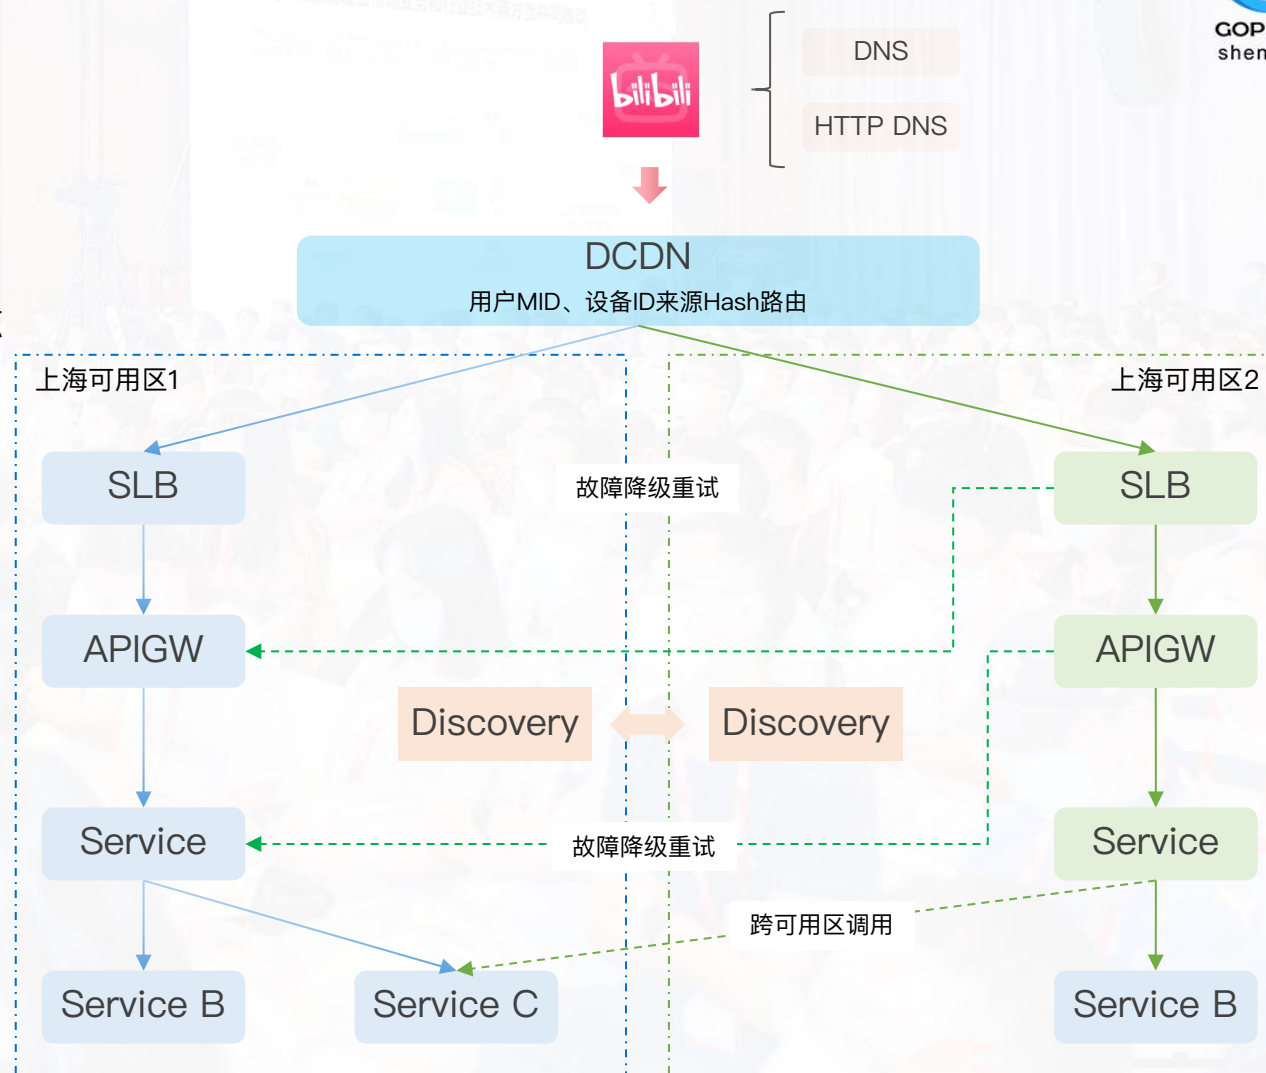 GOP
shen
bilibili
DNS
HTTP DNS
DCDN
用户MID、设备ID来源Hash路由
上海可用区1
上海可用区2
SLB
故障降级重试
SLB
APIGW
APIGW
Discovery
Discovery
Service
故障降级重试
Service
跨可用区调用
Service B
Service C
Service B